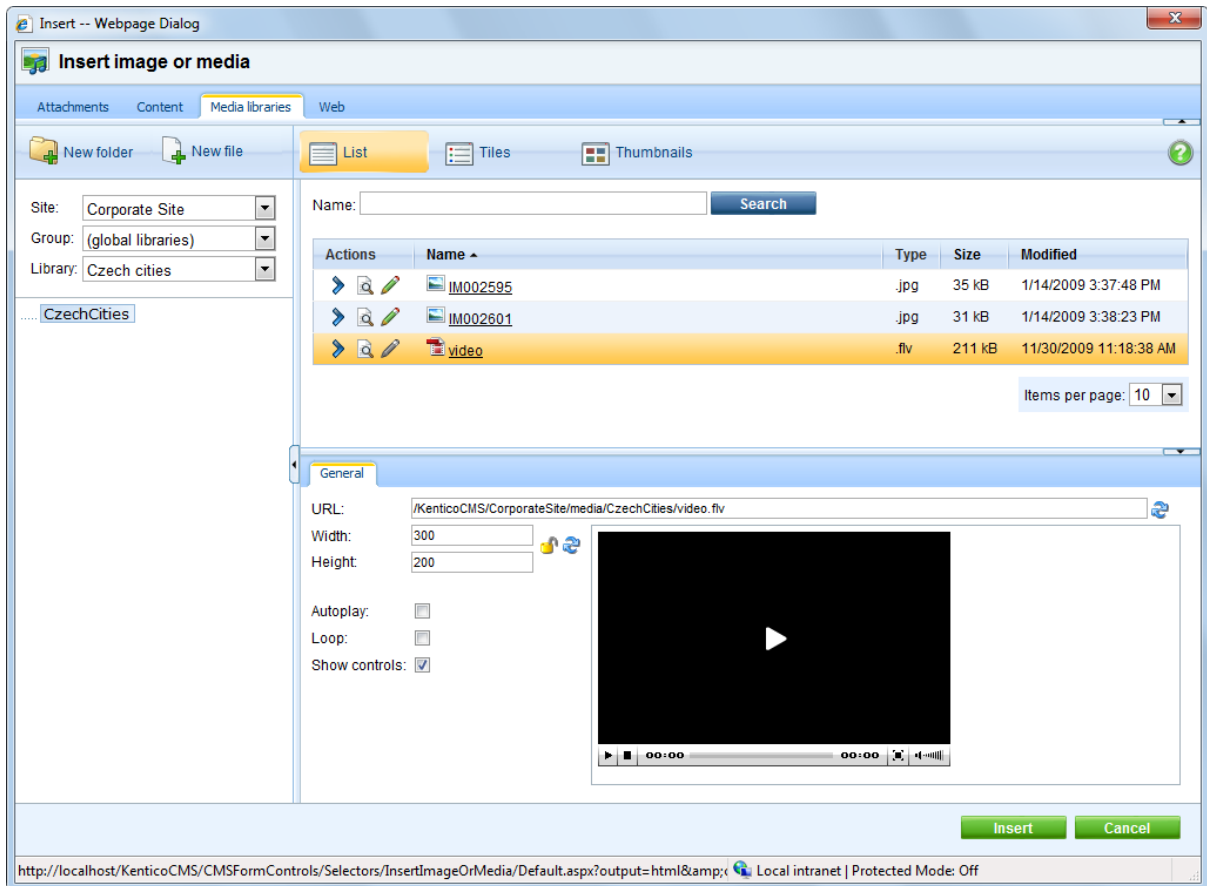 Insert -- Webpage Dialog
Insert image or media
Attachments Content Media libraries Web
New folder New file List Tiles Thumbnails
Site: Corporate Site
Group: (global libraries)
Library: Czech cities
CzechCities
Name: Search
Actions Name Type Size Modified
IM002595 .jpg 35 kB 1/14/2009 3:37:48 PM
IM002601 .jpg 31 kB 1/14/2009 3:38:23 PM
video .flv 211 kB 11/30/2009 11:18:38 AM
Items per page: 10
General
URL: /KenticoCMS/CorporateSite/media/CzechCities/video.flv
Width: 300
Height: 200
Autoplay:
Loop:
Show controls:
00:00 00:00
Insert Cancel
http://localhost/KenticoCMS/CMSFormControls/Selectors/InsertImageOrMedia/Default.aspx?output=html&amp;c Local intranet | Protected Mode: Off